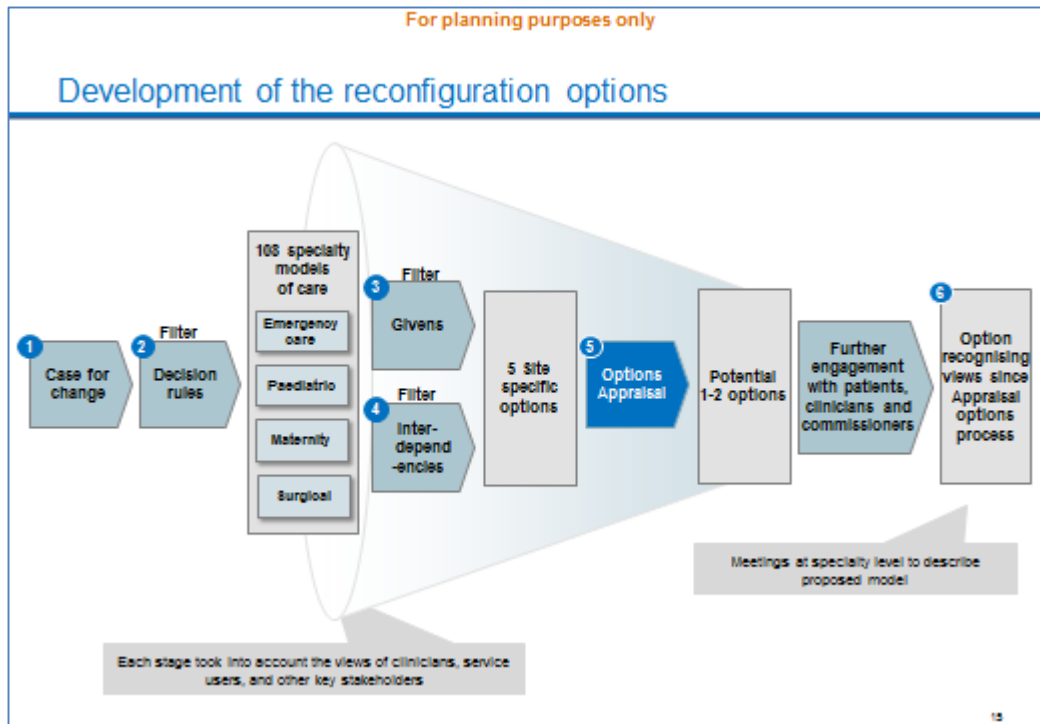 For planning purposes only
Development of the reconfiguration options
1
Case for
change
Filter
2
Decision
rules
108 specialty
models
of care
Emergency
care
Paediatric
Maternity
Surgical
Filter
3
Givens
Filter
4
Inter-
depend
-encies
5 Site
specific
options
5
Options
Appraisal
Potential
1-2 options
Further
engagement
with patients,
clinicians and
commissioners
6
Option
recognising
views since
Appraisal
options
process
Meetings at specialty level to describe
proposed model
Each stage took into account the views of clinicians, service
users, and other key stakeholders
15